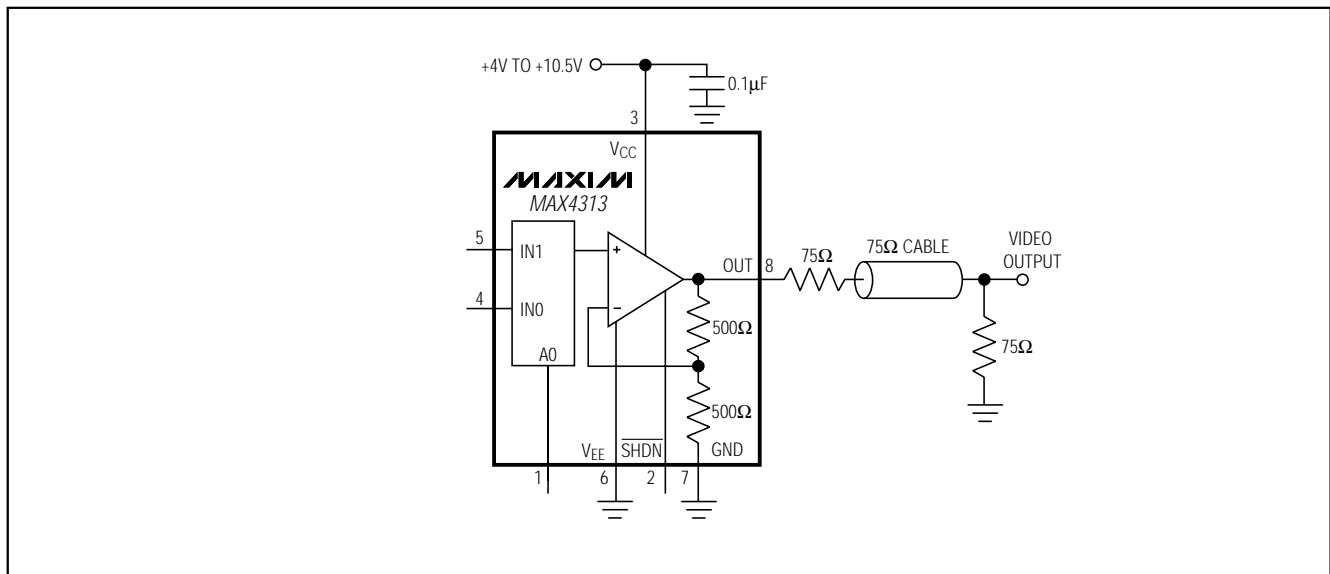 +4V TO +10.5V
0.1µF
3
VCC
MAXIM
MAX4313
5
IN1
4
IN0
A0
+
−
OUT
8
75Ω
75Ω CABLE
VIDEO
OUTPUT
500Ω
75Ω
500Ω
VEE
SHDN
GND
1
6
2
7